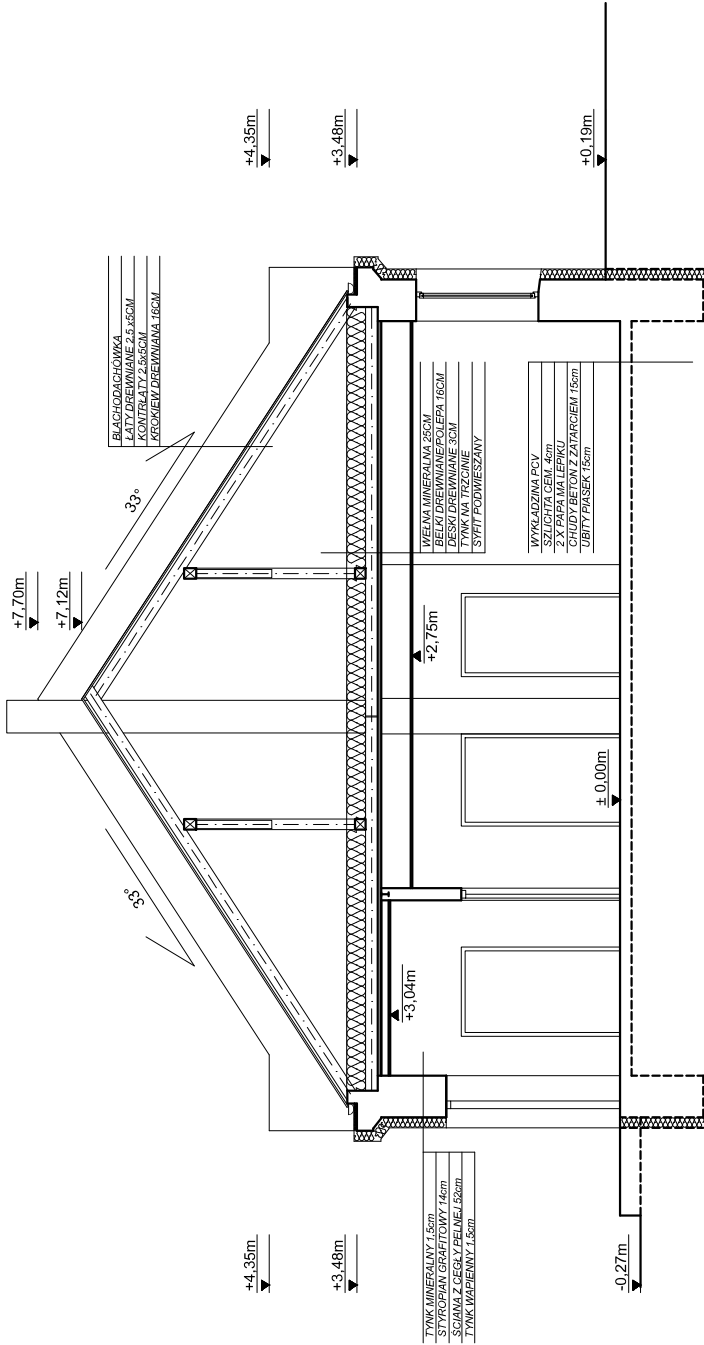 +7,70m
+7,12m
33°
33°
BLACHODACHÓWKA
ŁATY DREWNIANE 2.5 x5CM
KONTRŁATY 2.5x5CM
KROKIEW DREWNIANA 16CM
+4,35m
+4,35m
+3,48m
+3,48m
WEŁNA MINERALNA 25CM
BELKI DREWNIANE/POLEPA 16CM
DESKI DREWNIANE 3CM
TYNK NA TRZCINIE
SYFIT PODWIESZANY
+3,04m
+2,75m
TYNK MINERALNY 1.5cm
STYROPIAN GRAFITOWY 14cm
ŚCIANA Z CEGŁY PEŁNEJ 52cm
TYNK WAPIENNY 1.5cm
WYKŁADZINA PCV
SZLICHTA CEM. 4cm
2 X PAPA MA LEPIKU
CHUDY BETON Z ZATARCIEM 15cm
UBITY PIASEK 15cm
+0,19m
± 0,00m
-0,27m